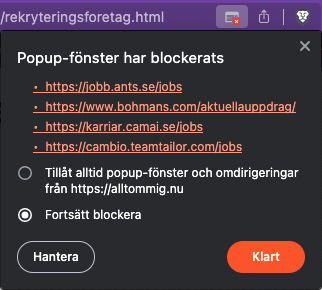 /rekryteringsforetag.html
Popup-fönster har blockerats
• https://jobb.ants.se/jobs
• https://www.bohmans.com/aktuellauppdrag/
• https://karriar.camai.se/jobs
• https://cambio.teamtailor.com/jobs
Tillåt alltid popup-fönster och omdirigeringar
från https://alltommig.nu
Fortsätt blockera
Hantera
Klart